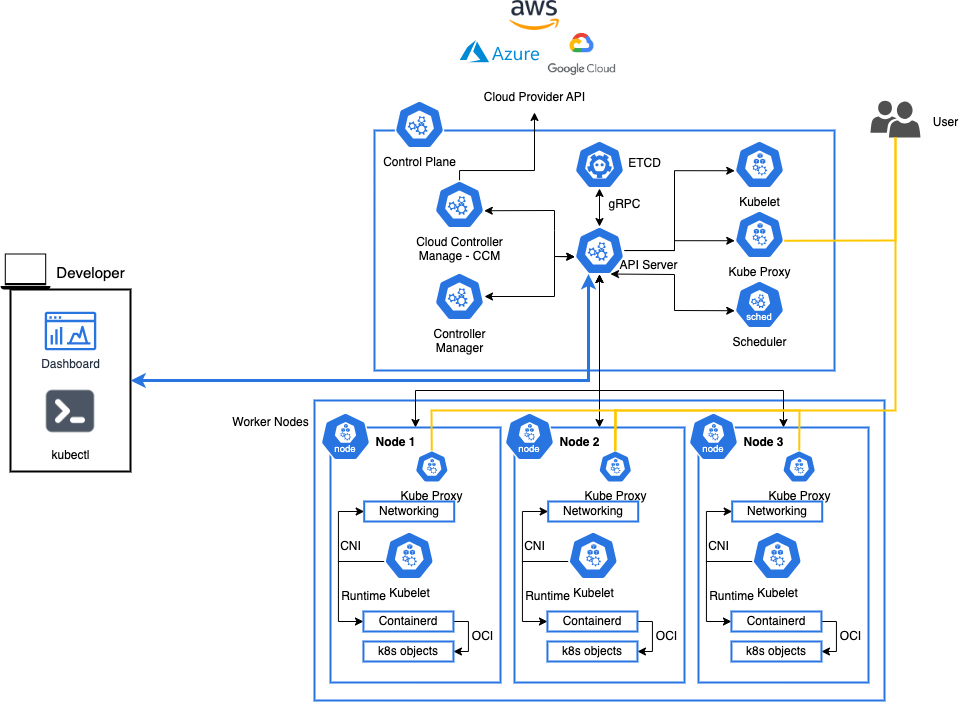 aws
Azure
Google Cloud
Cloud Provider API
User
Control Plane
ETCD
gRPC
Kubelet
Cloud Controller
Manage - CCM
API Server
Kube Proxy
Controller
Manager
sched
Scheduler
Developer
Dashboard
kubectl
Worker Nodes
node
Node 1
Kube Proxy
Networking
CNI
Kubelet
Runtime
Containerd
OCI
k8s objects
node
Node 2
Kube Proxy
Networking
CNI
Kubelet
Runtime
Containerd
OCI
k8s objects
node
Node 3
Kube Proxy
Networking
CNI
Kubelet
Runtime
Containerd
OCI
k8s objects